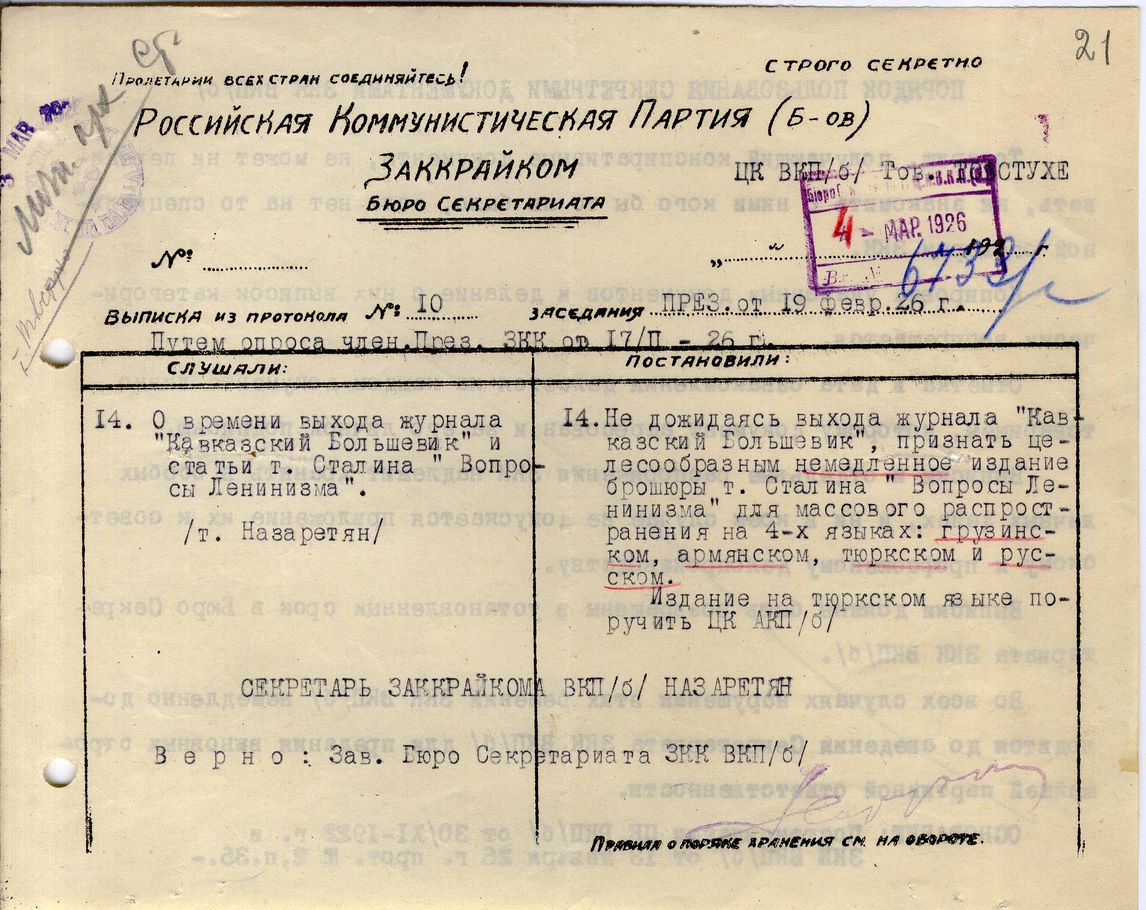 21
Пролетарии всех стран соединяйтесь!
СТРОГО СЕКРЕТНО
Российская Коммунистическая Партия (б-ов)
ЗАККРАЙКОМ
Бюро Секретариата
ЦК ВКП/б/ Тов. ТОВСТУХЕ
4 - МАР. 1926
6733/с
№: ............
„..........“ 192 г.
Выписка из протокола №: 10 заседания ПРЕЗ.от 19 февр.26 г.
Путем опроса член.През. ЗКК от 17/П - 26 г.
СЛУШАЛИ:
ПОСТАНОВИЛИ:
14. О времени выхода журнала
"Кавказский Большевик" и
статьи т. Сталина " Вопро-
сы Ленинизма".
/т. Назаретян/
14.Не дожидаясь выхода журнала "Кав-
казский Большевик", признать це-
лесообразным немедленное издание
брошюры т. Сталина " Вопросы Ле-
нинизма" для массового распрост-
ранения на 4-х языках: грузинс-
ком, армянском, тюркском и рус-
ском.
Издание на тюркском языке по-
ручить ЦК АКП/б/
СЕКРЕТАРЬ ЗАККРАЙКОМА ВКП/б/ НАЗАРЕТЯН
В е р н о : Зав. Бюро Секретариата ЗКК ВКП/б/
Правила о поряке хранения см. на обороте.